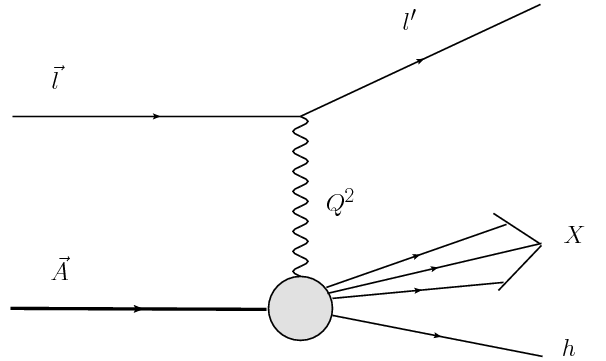 l′
l⃗
Q²
X
A⃗
h